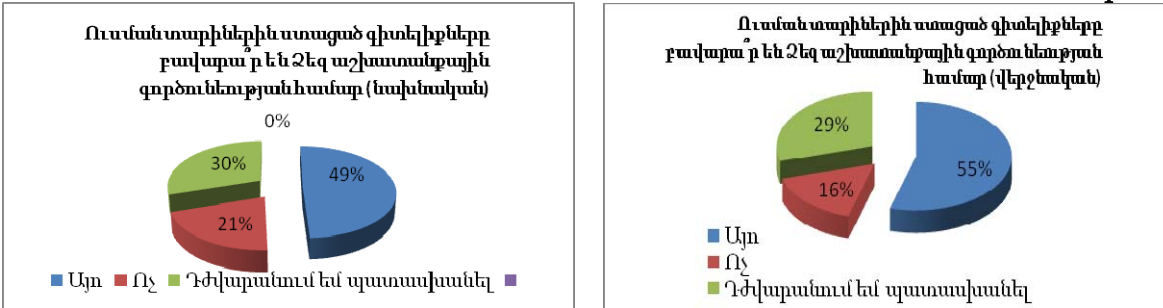 Ուսման տարիներին ստացած գիտելիքները
բավարա՞ր են Ձեզ աշխատանքային
գործունեության համար (նախնական)
0%
30%
49%
21%
Այո
Ոչ
Դժվարանում եմ պատասխանել
Ուսման տարիներին ստացած գիտելիքները
բավարա՞ր են Ձեզ աշխատանքային գործունեության
համար (վերջնական)
29%
55%
16%
Այո
Ոչ
Դժվարանում եմ պատասխանել